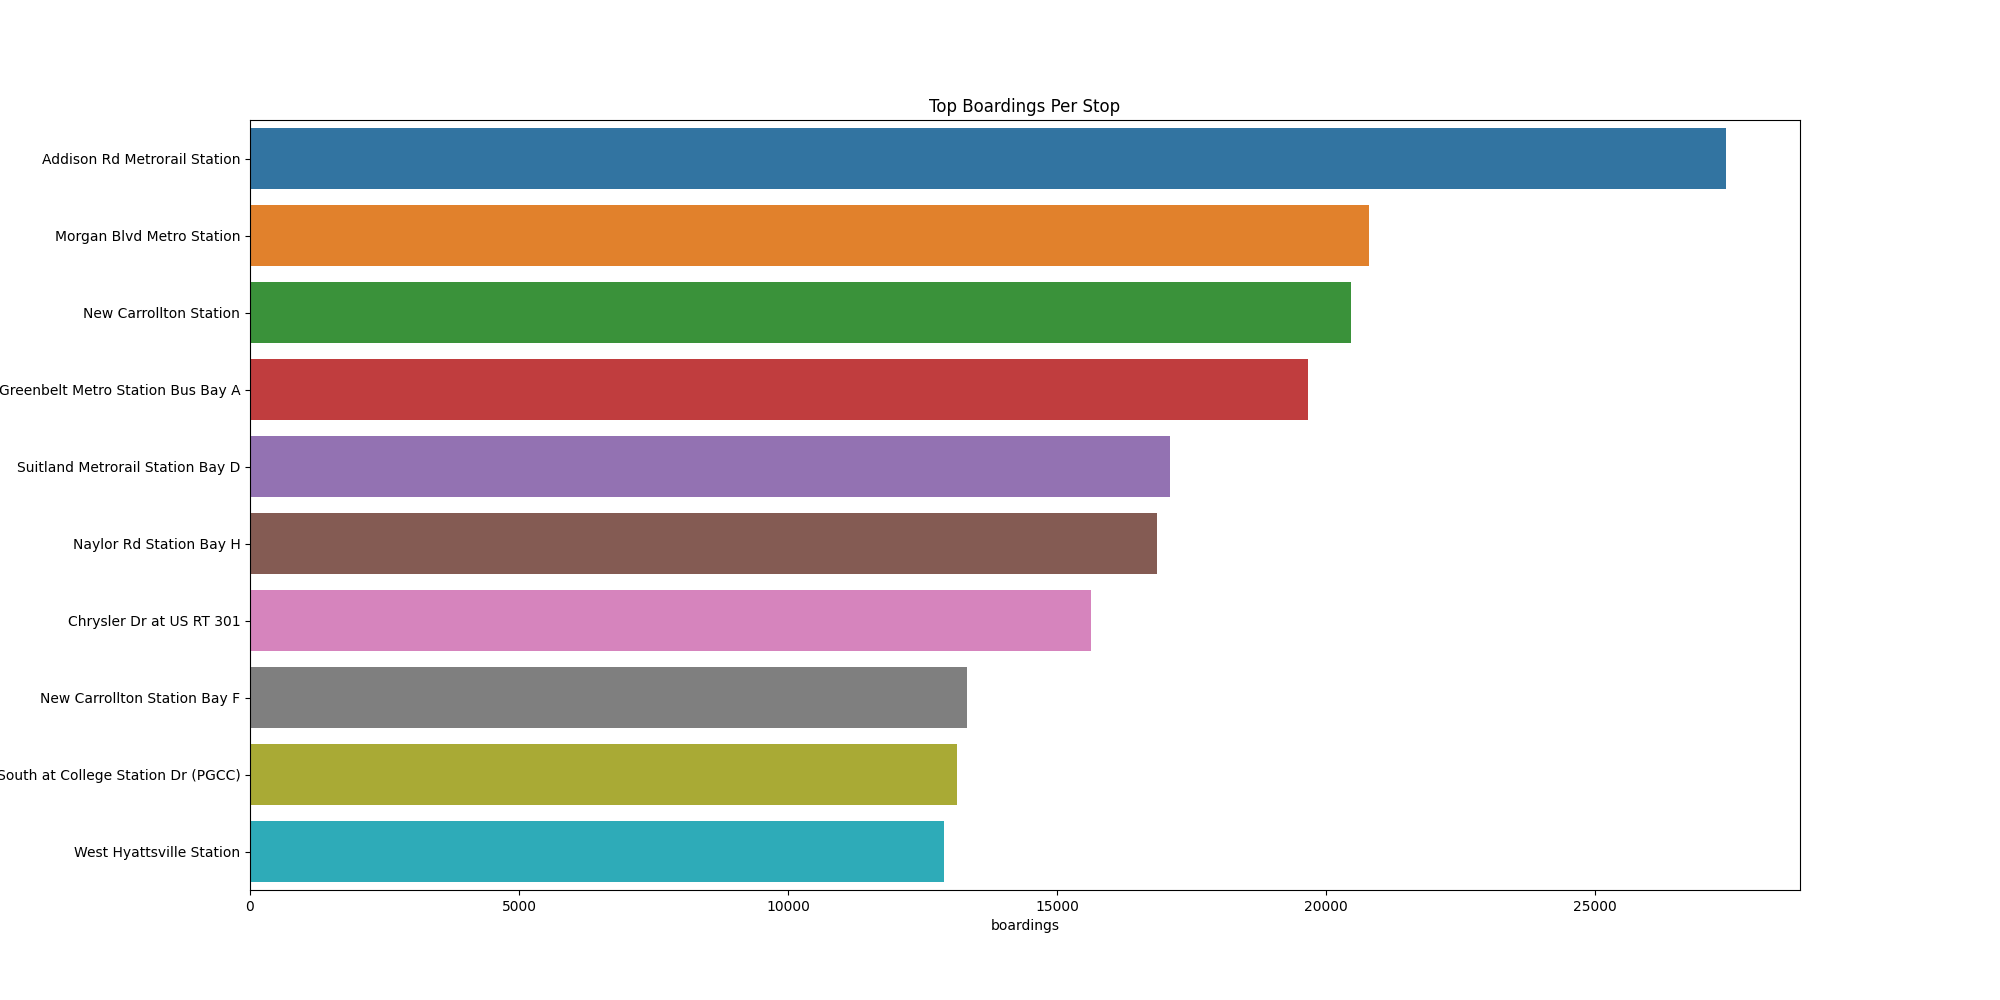 Top Boardings Per Stop
Addison Rd Metrorail Station
Morgan Blvd Metro Station
New Carrollton Station
Greenbelt Metro Station Bus Bay A
Suitland Metrorail Station Bay D
Naylor Rd Station Bay H
Chrysler Dr at US RT 301
New Carrollton Station Bay F
South at College Station Dr (PGCC)
West Hyattsville Station
0 5000 10000 15000 20000 25000
boardings